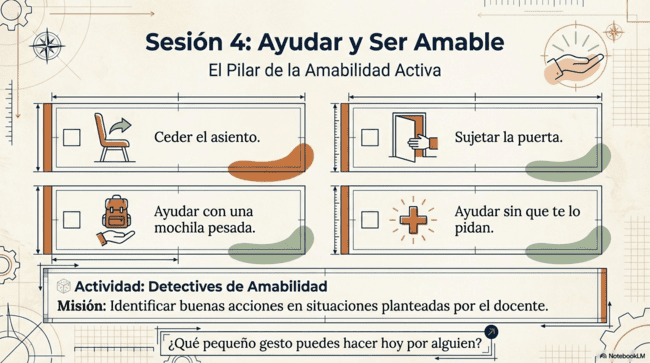 Sesión 4: Ayudar y Ser Amable
El Pilar de la Amabilidad Activa
Ceder el asiento.
Sujetar la puerta.
Ayudar con una
mochila pesada.
Ayudar sin que te lo
pidan.
Actividad: Detectives de Amabilidad
Misión: Identificar buenas acciones en situaciones planteadas por el docente.
¿Qué pequeño gesto puedes hacer hoy por alguien?
NotebookLM